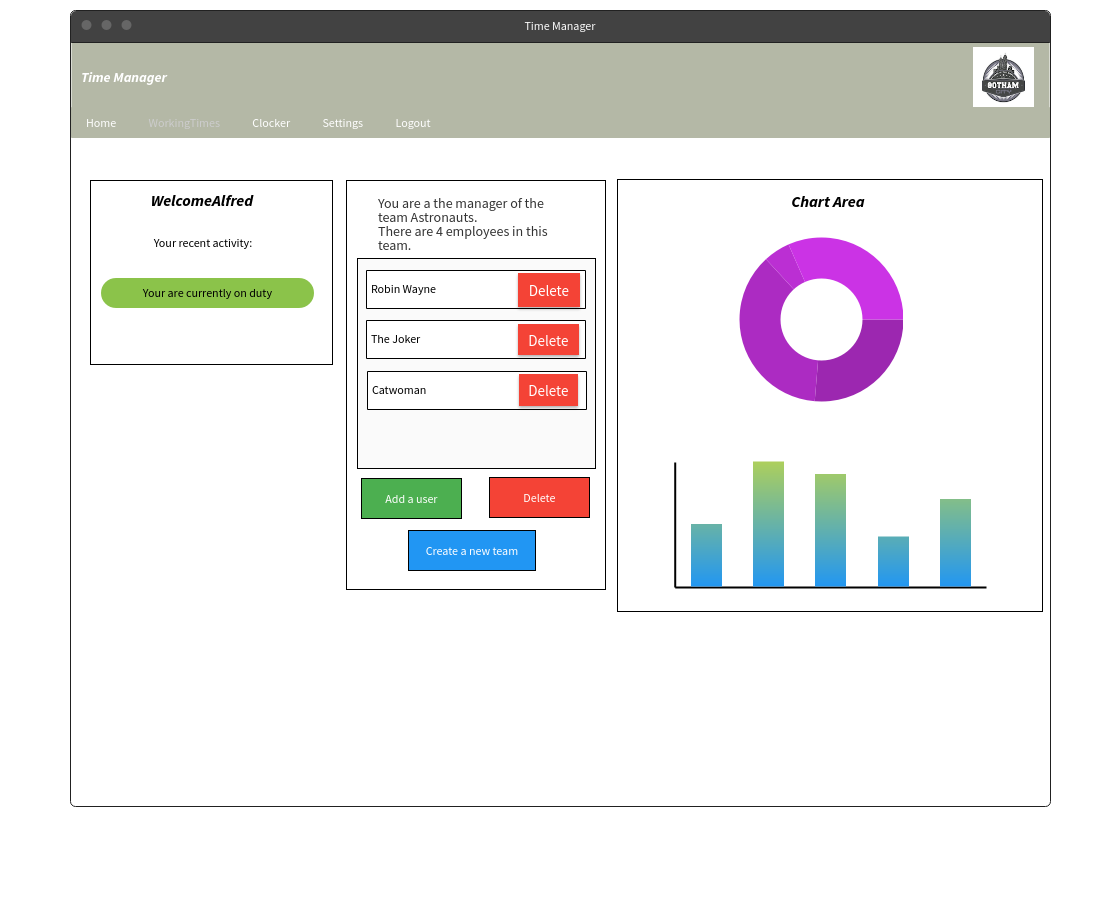 Time Manager
Time Manager
GOTHAM
CITY
Home WorkingTimes Clocker Settings Logout
WelcomeAlfred
Your recent activity:
Your are currently on duty
You are a the manager of the
team Astronauts.
There are 4 employees in this
team.
Robin Wayne Delete
The Joker Delete
Catwoman Delete
Add a user Delete
Create a new team
Chart Area